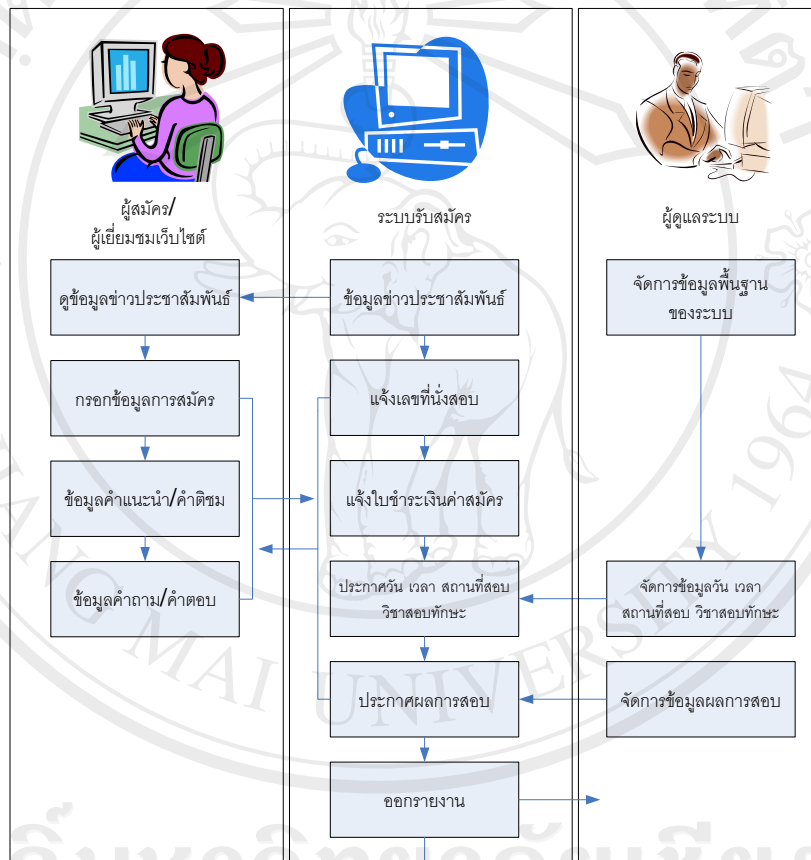 ผู้สมัคร/
ผู้เยี่ยมชมเว็บไซต์
ระบบรับสมัคร
ผู้ดูแลระบบ
ดูข้อมูลข่าวประชาสัมพันธ์
ข้อมูลข่าวประชาสัมพันธ์
จัดการข้อมูลพื้นฐาน
ของระบบ
กรอกข้อมูลการสมัคร
แจ้งเลขที่นั่งสอบ
ข้อมูลคำแนะนำ/คำติชม
แจ้งใบชำระเงินค่าสมัคร
ข้อมูลคำถาม/คำตอบ
ประกาศวัน เวลา สถานที่สอบ
วิชาสอบทักษะ
จัดการข้อมูลวัน เวลา
สถานที่สอบ วิชาสอบทักษะ
ประกาศผลการสอบ
จัดการข้อมูลผลการสอบ
ออกรายงาน
MAI UNIVERSITY 1964